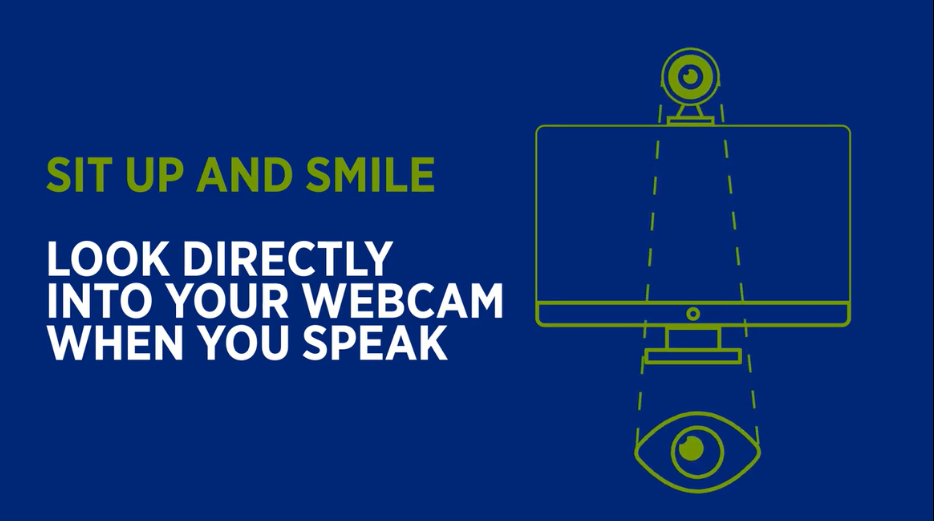 SIT UP AND SMILE
LOOK DIRECTLY
INTO YOUR WEBCAM
WHEN YOU SPEAK